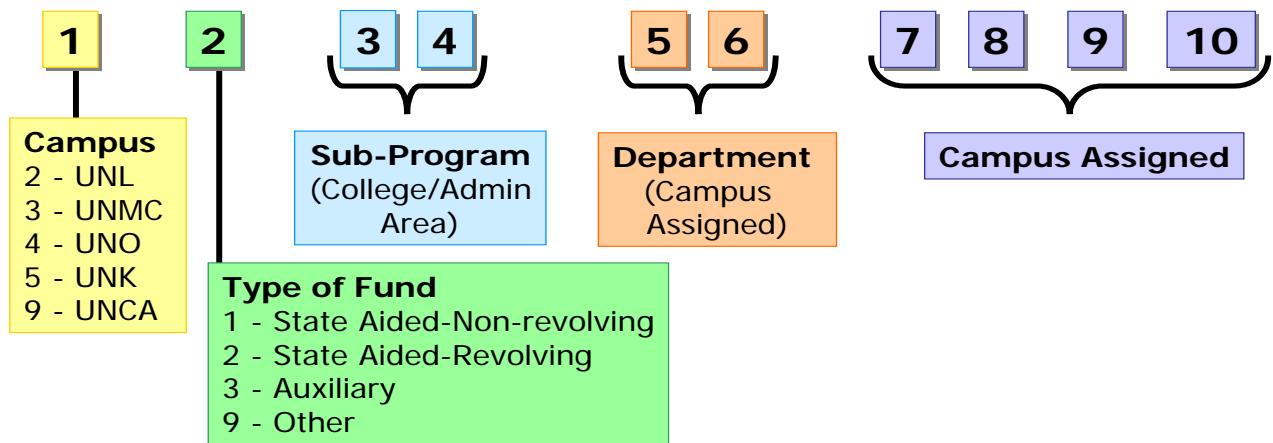 1 2 3 4 5 6 7 8 9 10
Campus
2 - UNL
3 - UNMC
4 - UNO
5 - UNK
9 - UNCA
Type of Fund
1 - State Aided-Non-revolving
2 - State Aided-Revolving
3 - Auxiliary
9 - Other
Sub-Program
(College/Admin
Area)
Department
(Campus
Assigned)
Campus Assigned